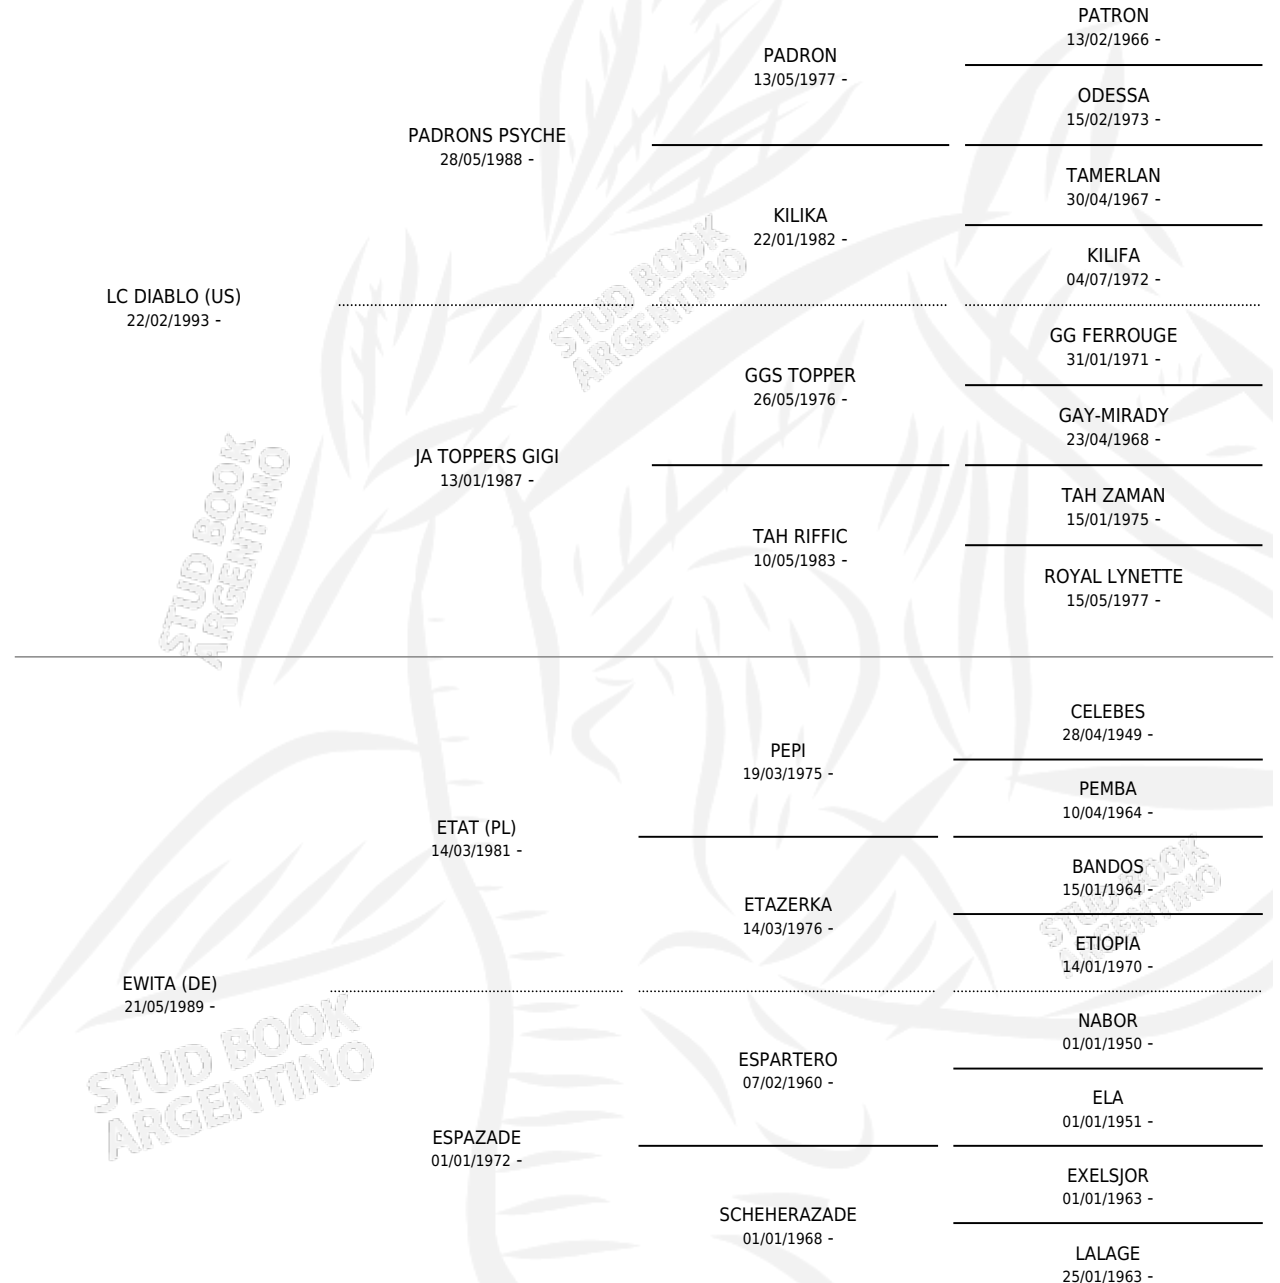 PATRON
13/02/1966 -
PADRON
13/05/1977 -
ODESSA
15/02/1973 -
PADRONS PSYCHE
28/05/1988 -
TAMERLAN
30/04/1967 -
KILIKA
22/01/1982 -
KILIFA
04/07/1972 -
LC DIABLO (US)
22/02/1993 -
GG FERROUGE
31/01/1971 -
GGS TOPPER
26/05/1976 -
GAY-MIRADY
23/04/1968 -
JA TOPPERS GIGI
13/01/1987 -
TAH ZAMAN
15/01/1975 -
TAH RIFFIC
10/05/1983 -
ROYAL LYNETTE
15/05/1977 -
STUD BOOK
ARGENTINO
STUD BOOK
ARGENTINO
CELEBES
28/04/1949 -
PEPI
19/03/1975 -
PEMBA
10/04/1964 -
ETAT (PL)
14/03/1981 -
BANDOS
15/01/1964 -
ETAZERKA
14/03/1976 -
ETIOPIA
14/01/1970 -
STUD BOOK
ARGENTINO
EWITA (DE)
21/05/1989 -
NABOR
01/01/1950 -
ESPARTERO
07/02/1960 -
ELA
01/01/1951 -
STUD BOOK
ARGENTINO
ESPAZADE
01/01/1972 -
EXELSJOR
01/01/1963 -
SCHEHERAZADE
01/01/1968 -
LALAGE
25/01/1963 -